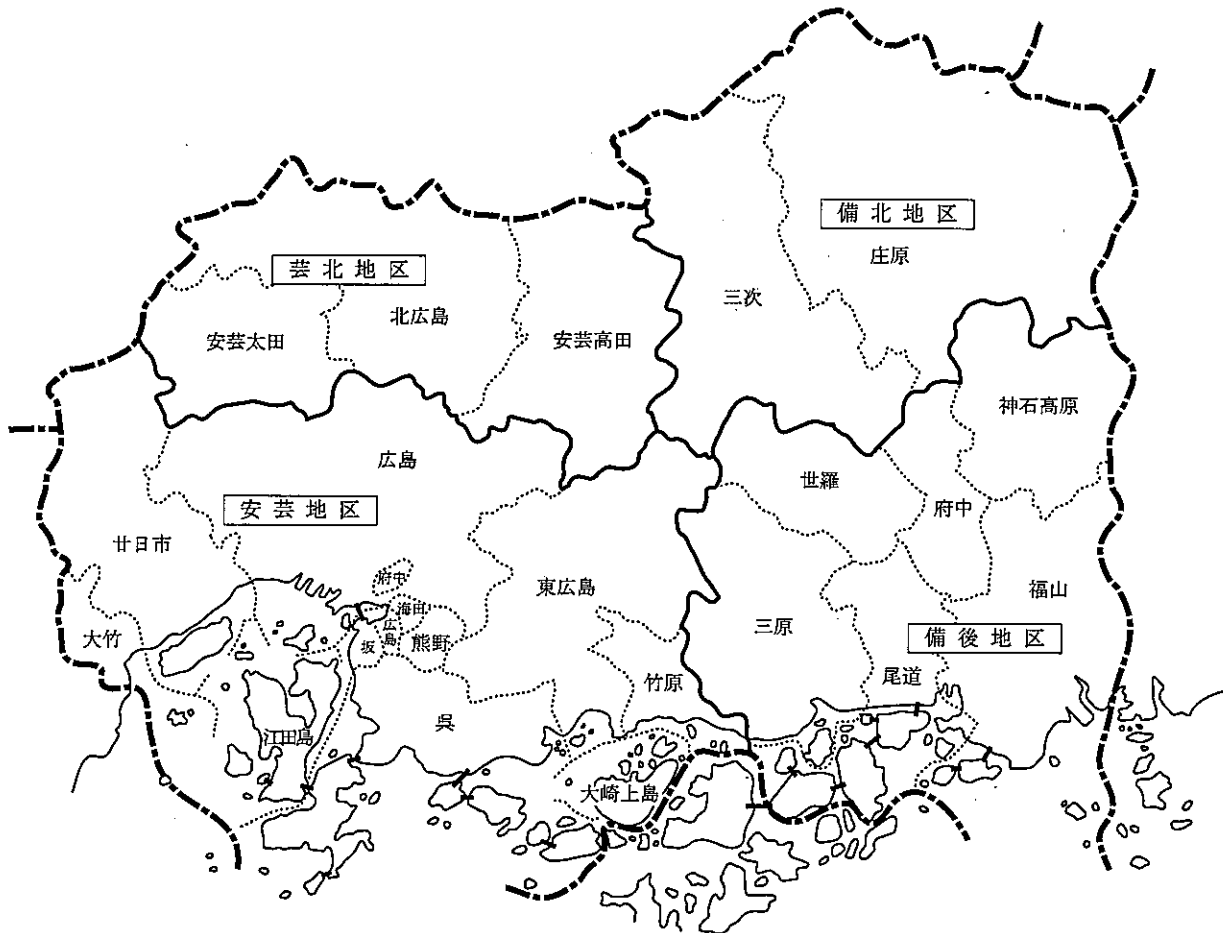 備北地区
庄原
三次
芸北地区
北広島
安芸太田
安芸高田
神石高原
広島
世羅
安芸地区
府中
廿日市
府中
東広島
福山
海田
広島
坂
熊野
大竹
三原
備後地区
尾道
竹原
呉
江田島
大崎上島